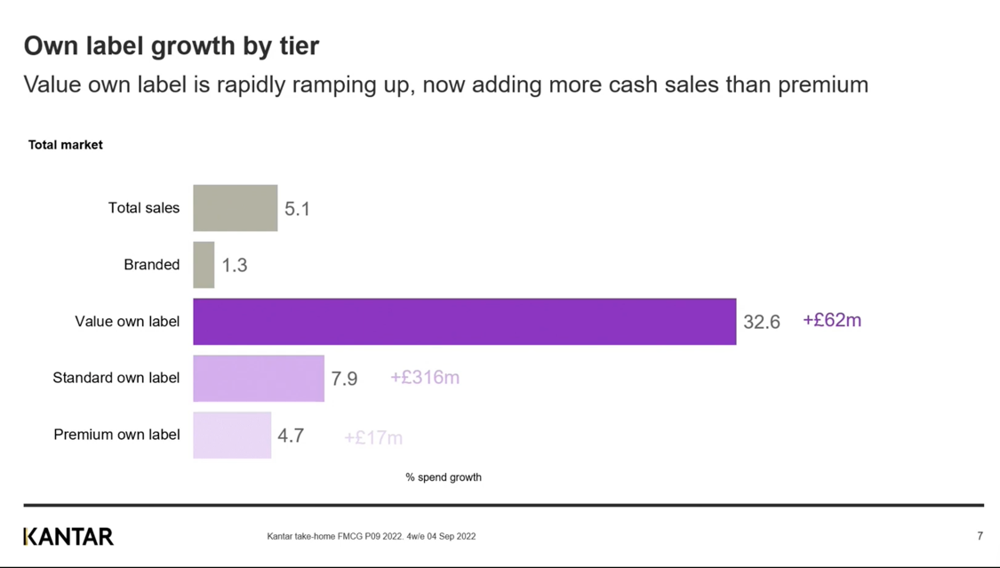 Own label growth by tier
Value own label is rapidly ramping up, now adding more cash sales than premium
Total market
Total sales 5.1
Branded 1.3
Value own label 32.6 +£62m
Standard own label 7.9 +£316m
Premium own label 4.7 +£17m
% spend growth
KANTAR Kantar take-home FMCG P09 2022. 4w/e 04 Sep 2022 7